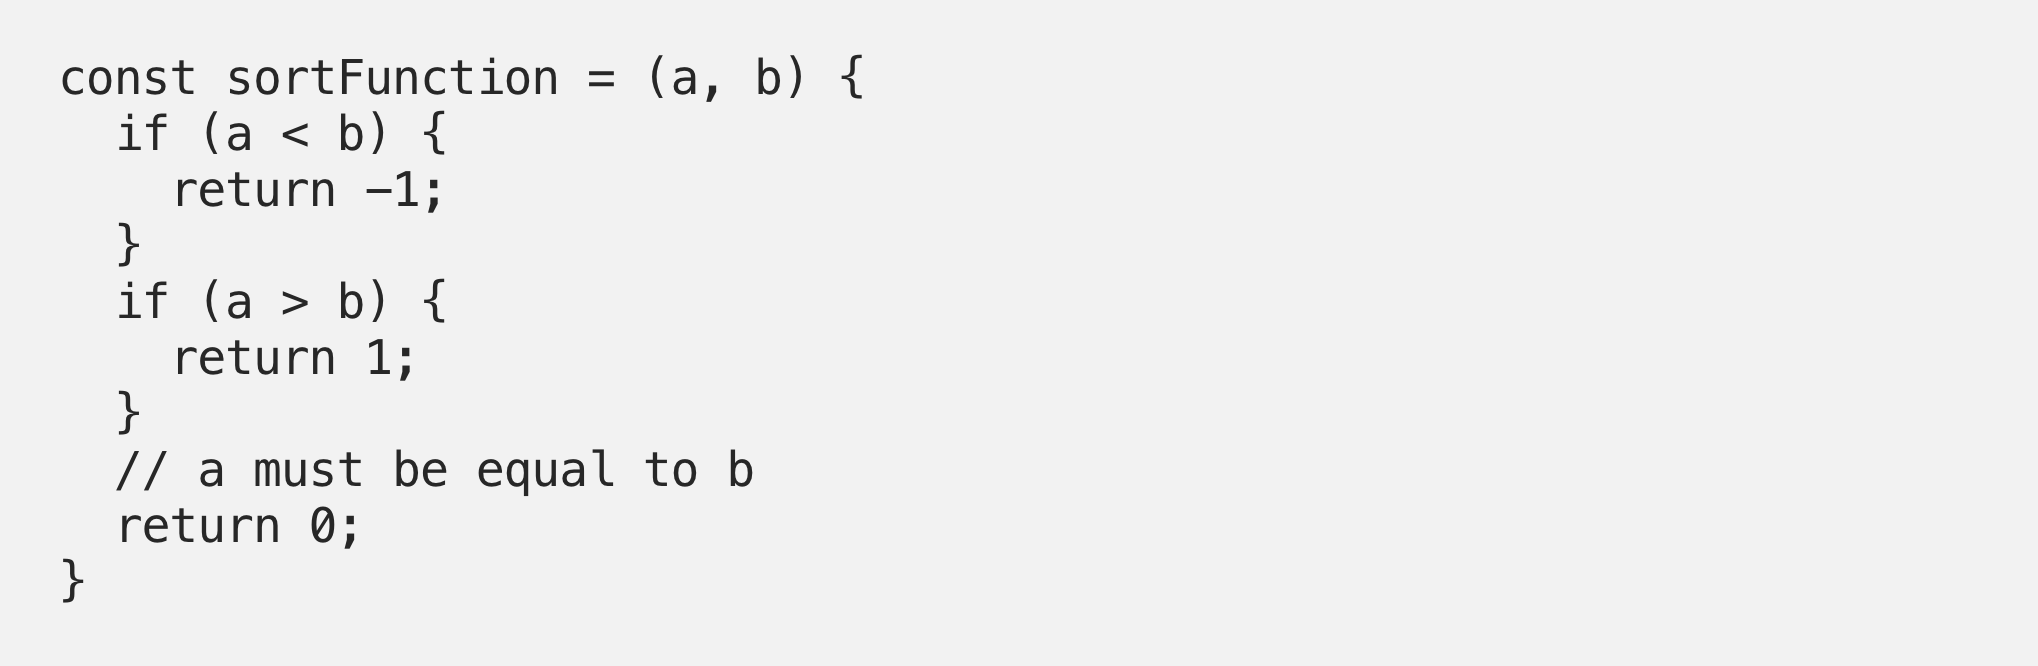 const sortFunction = (a, b) {
  if (a < b) {
    return -1;
  }
  if (a > b) {
    return 1;
  }
  // a must be equal to b
  return 0;
}